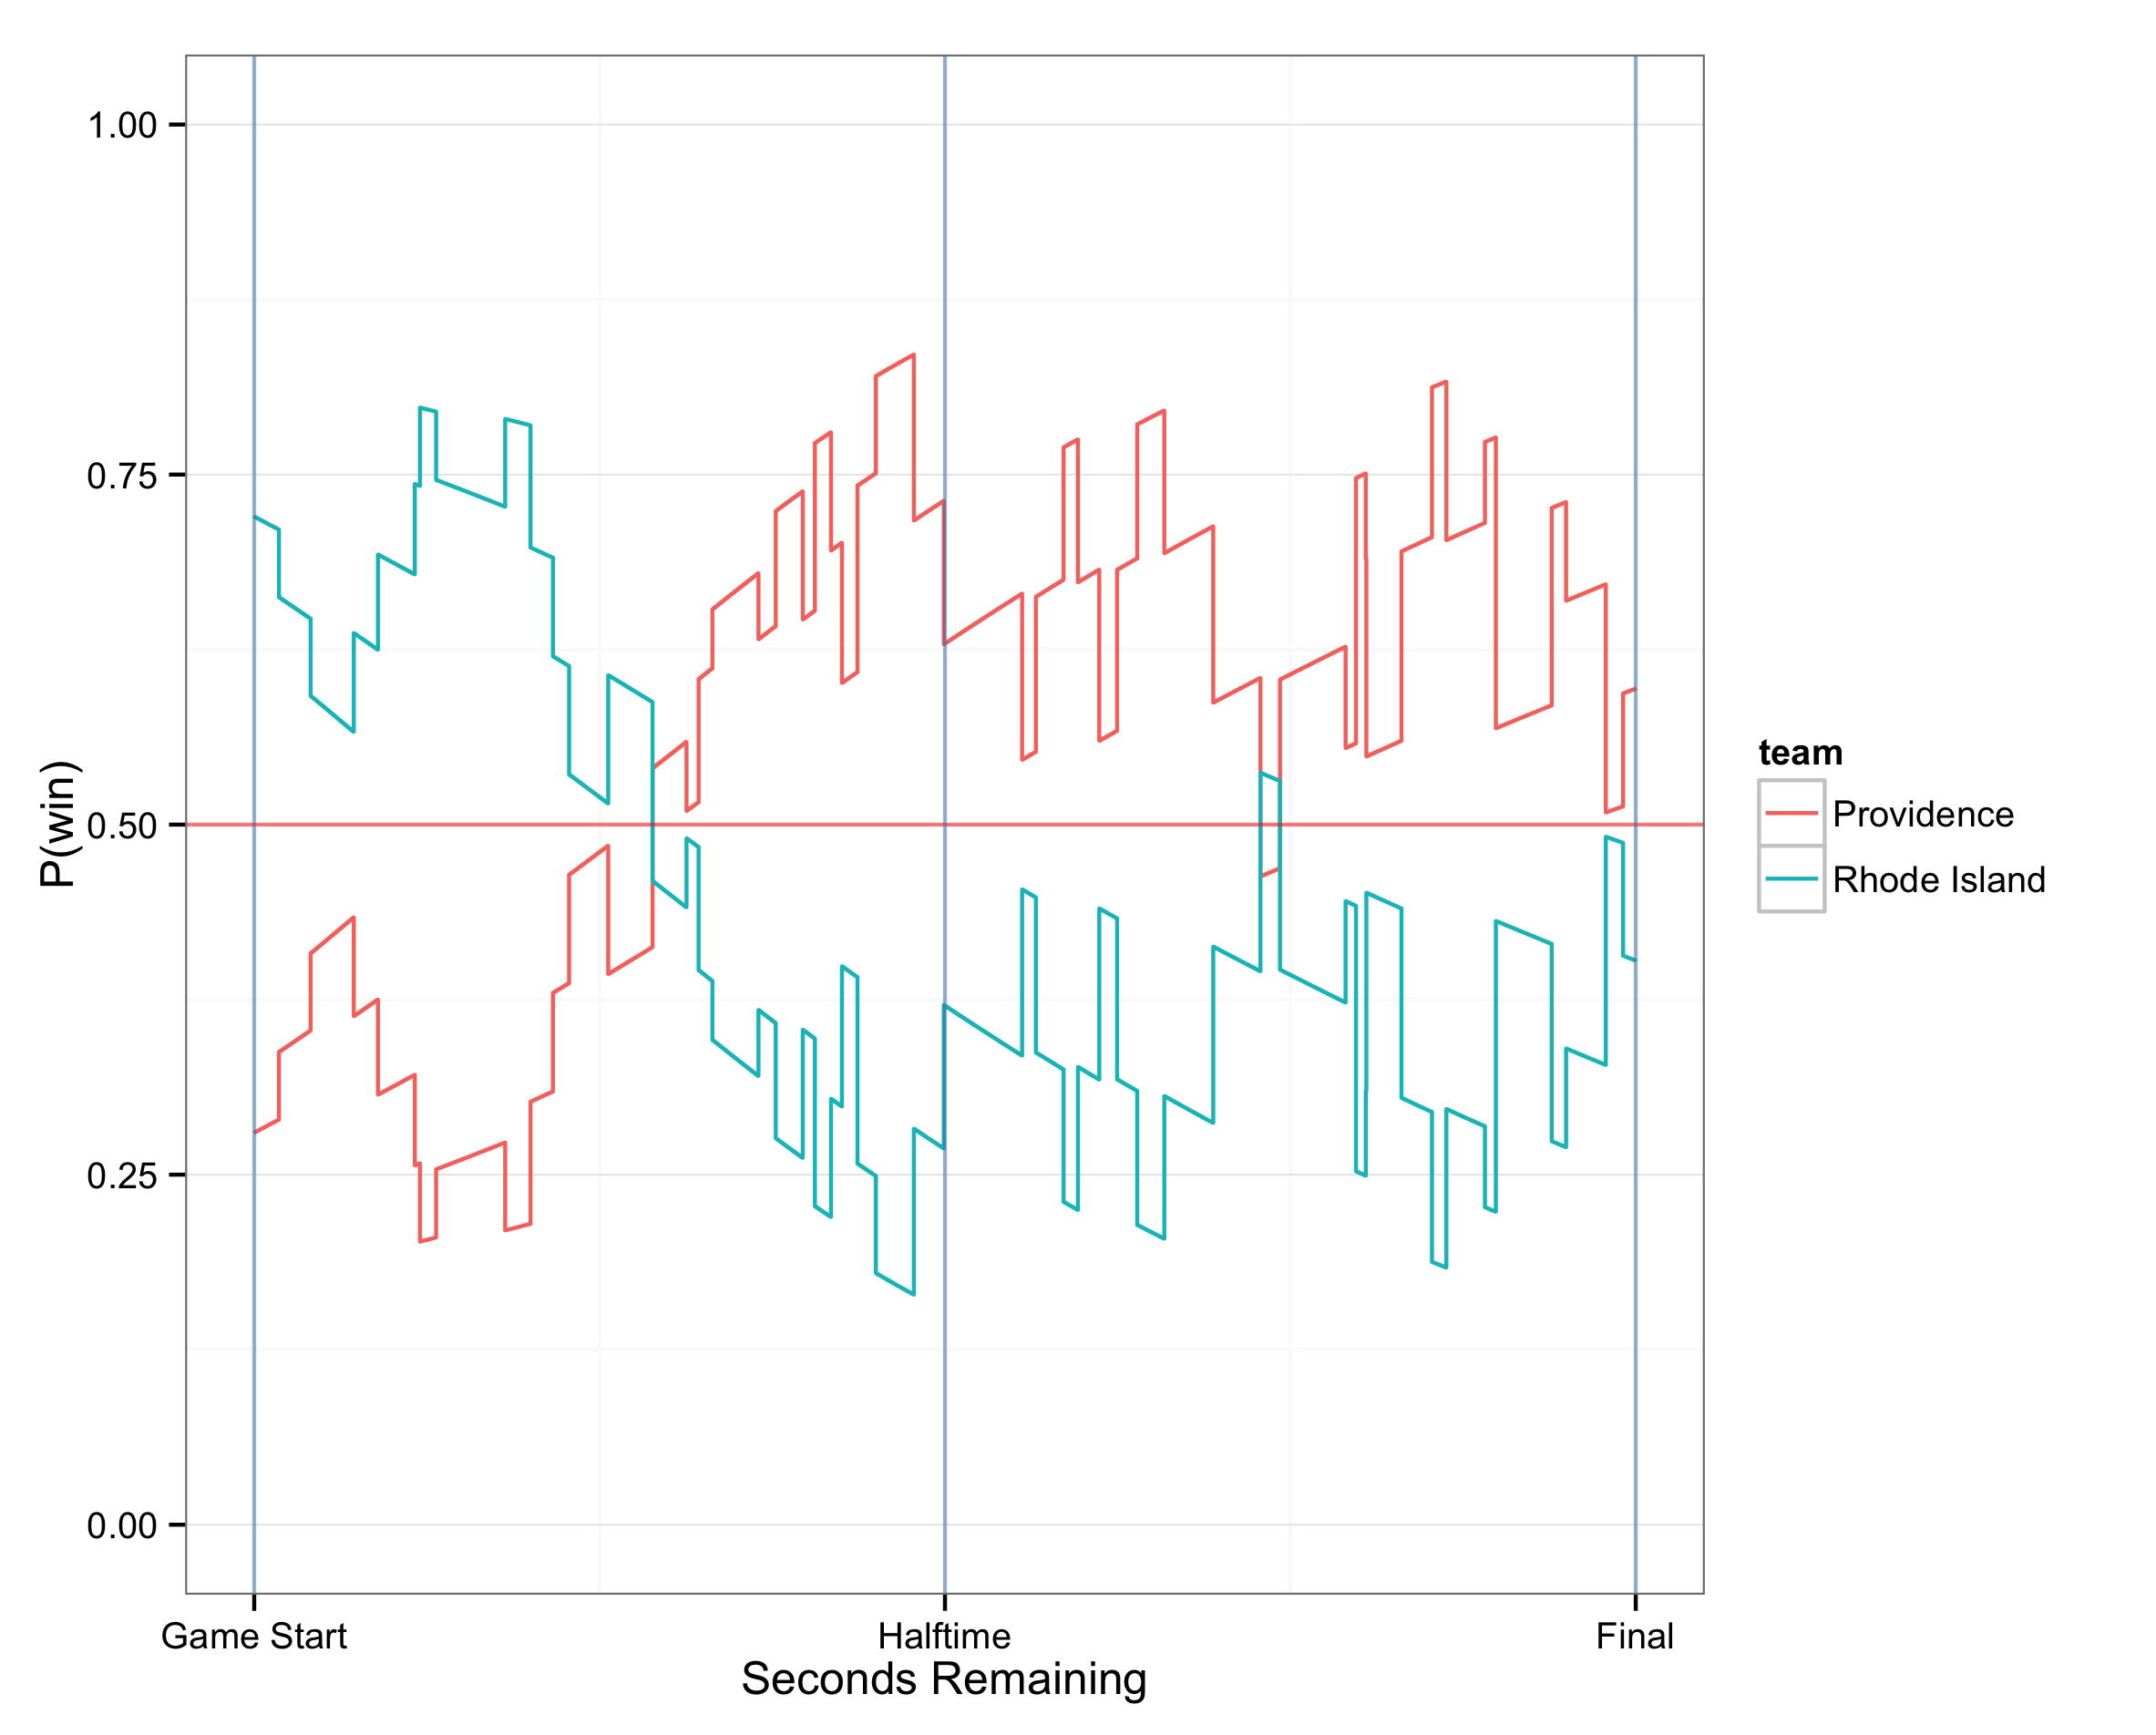 P(win)
1.00
0.75
0.50
0.25
0.00
Game Start
Halftime
Final
Seconds Remaining
team
Providence
Rhode Island